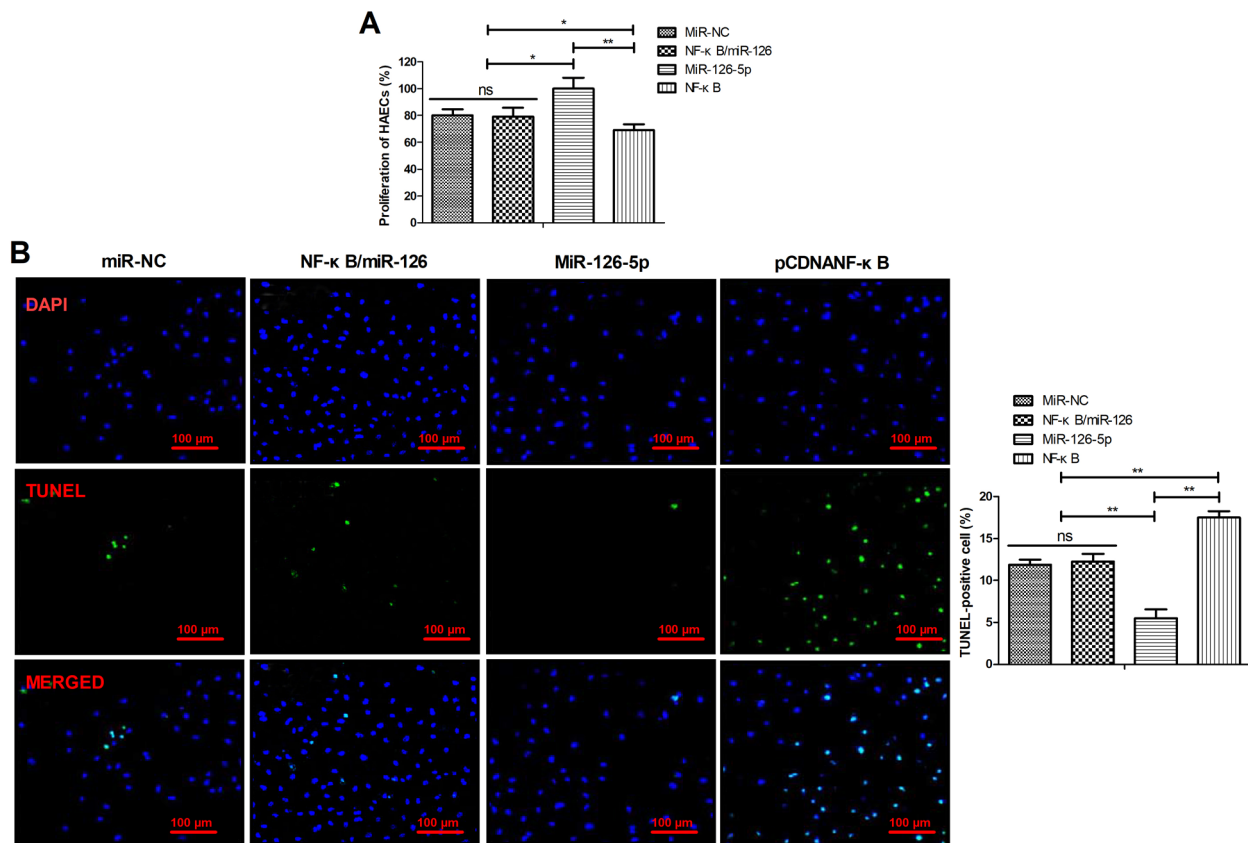 A
*
*
**
ns
MiR-NC
NF-κ B/miR-126
MiR-126-5p
NF-κ B
Proliferation of HAECs (%)
120
100
80
60
40
20
0
B
miR-NC
NF-κ B/miR-126
MiR-126-5p
pCDNANF-κ B
DAPI
100 μm
100 μm
100 μm
100 μm
TUNEL
100 μm
100 μm
100 μm
100 μm
MERGED
100 μm
100 μm
100 μm
100 μm
MiR-NC
NF-κ B/miR-126
MiR-126-5p
NF-κ B
**
**
**
ns
TUNEL-positive cell (%)
20
15
10
5
0